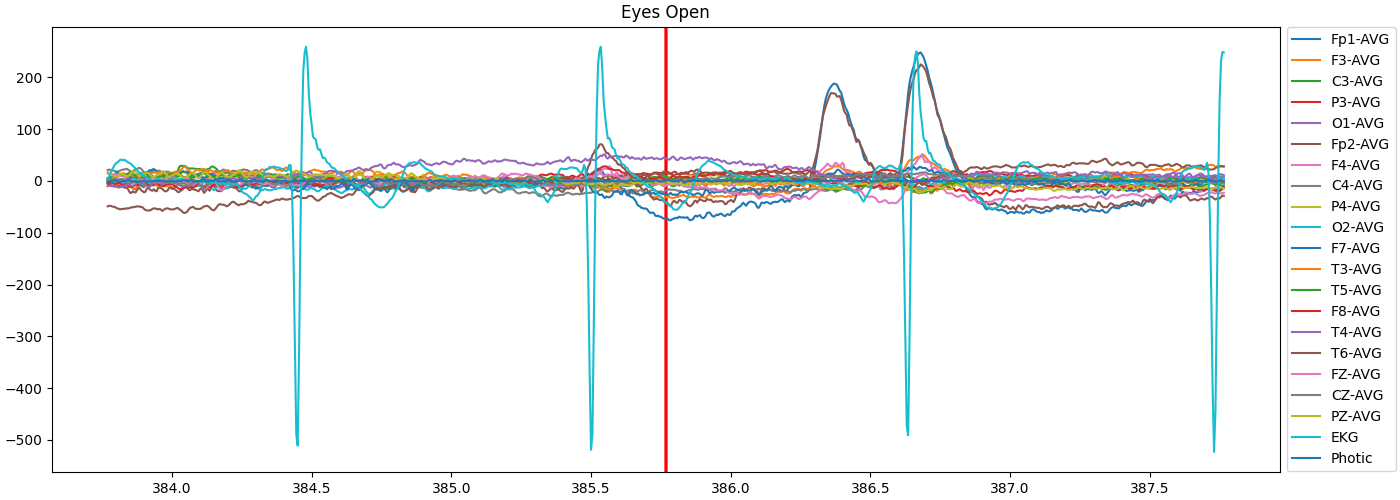 Eyes Open
200
100
0
−100
−200
−300
−400
−500
384.0 384.5 385.0 385.5 386.0 386.5 387.0 387.5
Fp1-AVG
F3-AVG
C3-AVG
P3-AVG
O1-AVG
Fp2-AVG
F4-AVG
C4-AVG
P4-AVG
O2-AVG
F7-AVG
T3-AVG
T5-AVG
F8-AVG
T4-AVG
T6-AVG
FZ-AVG
CZ-AVG
PZ-AVG
EKG
Photic